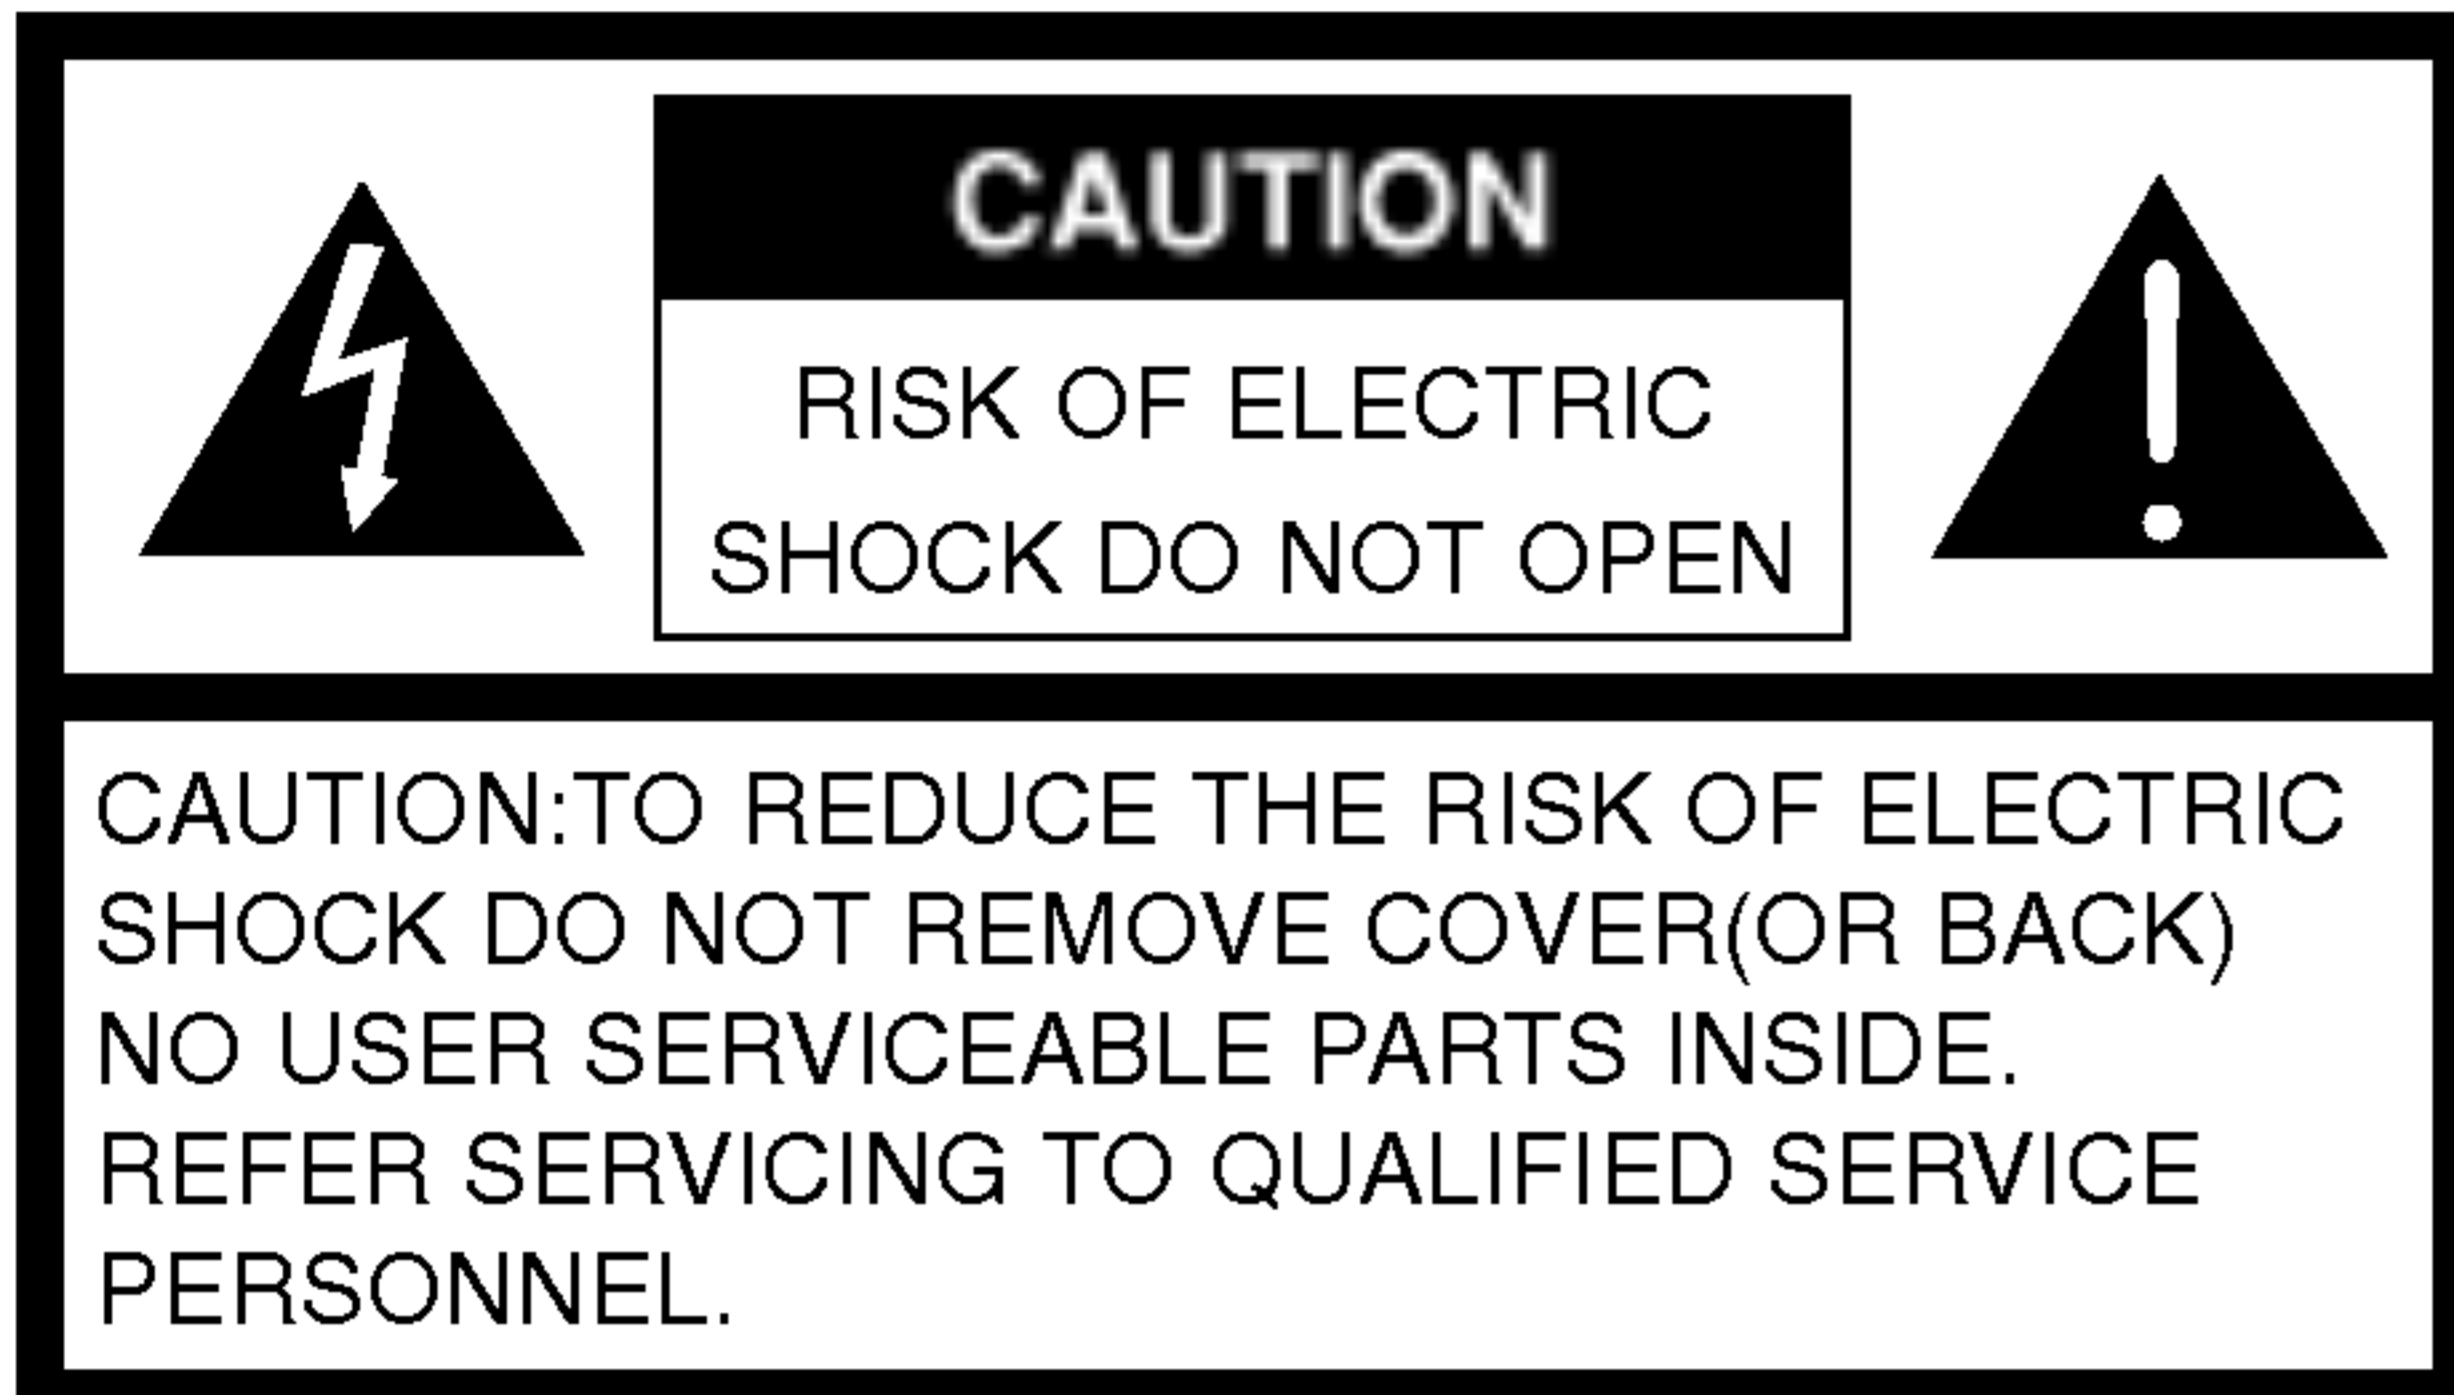 CAUTION
RISK OF ELECTRIC
SHOCK DO NOT OPEN
CAUTION:TO REDUCE THE RISK OF ELECTRIC
SHOCK DO NOT REMOVE COVER(OR BACK)
NO USER SERVICEABLE PARTS INSIDE.
REFER SERVICING TO QUALIFIED SERVICE
PERSONNEL.